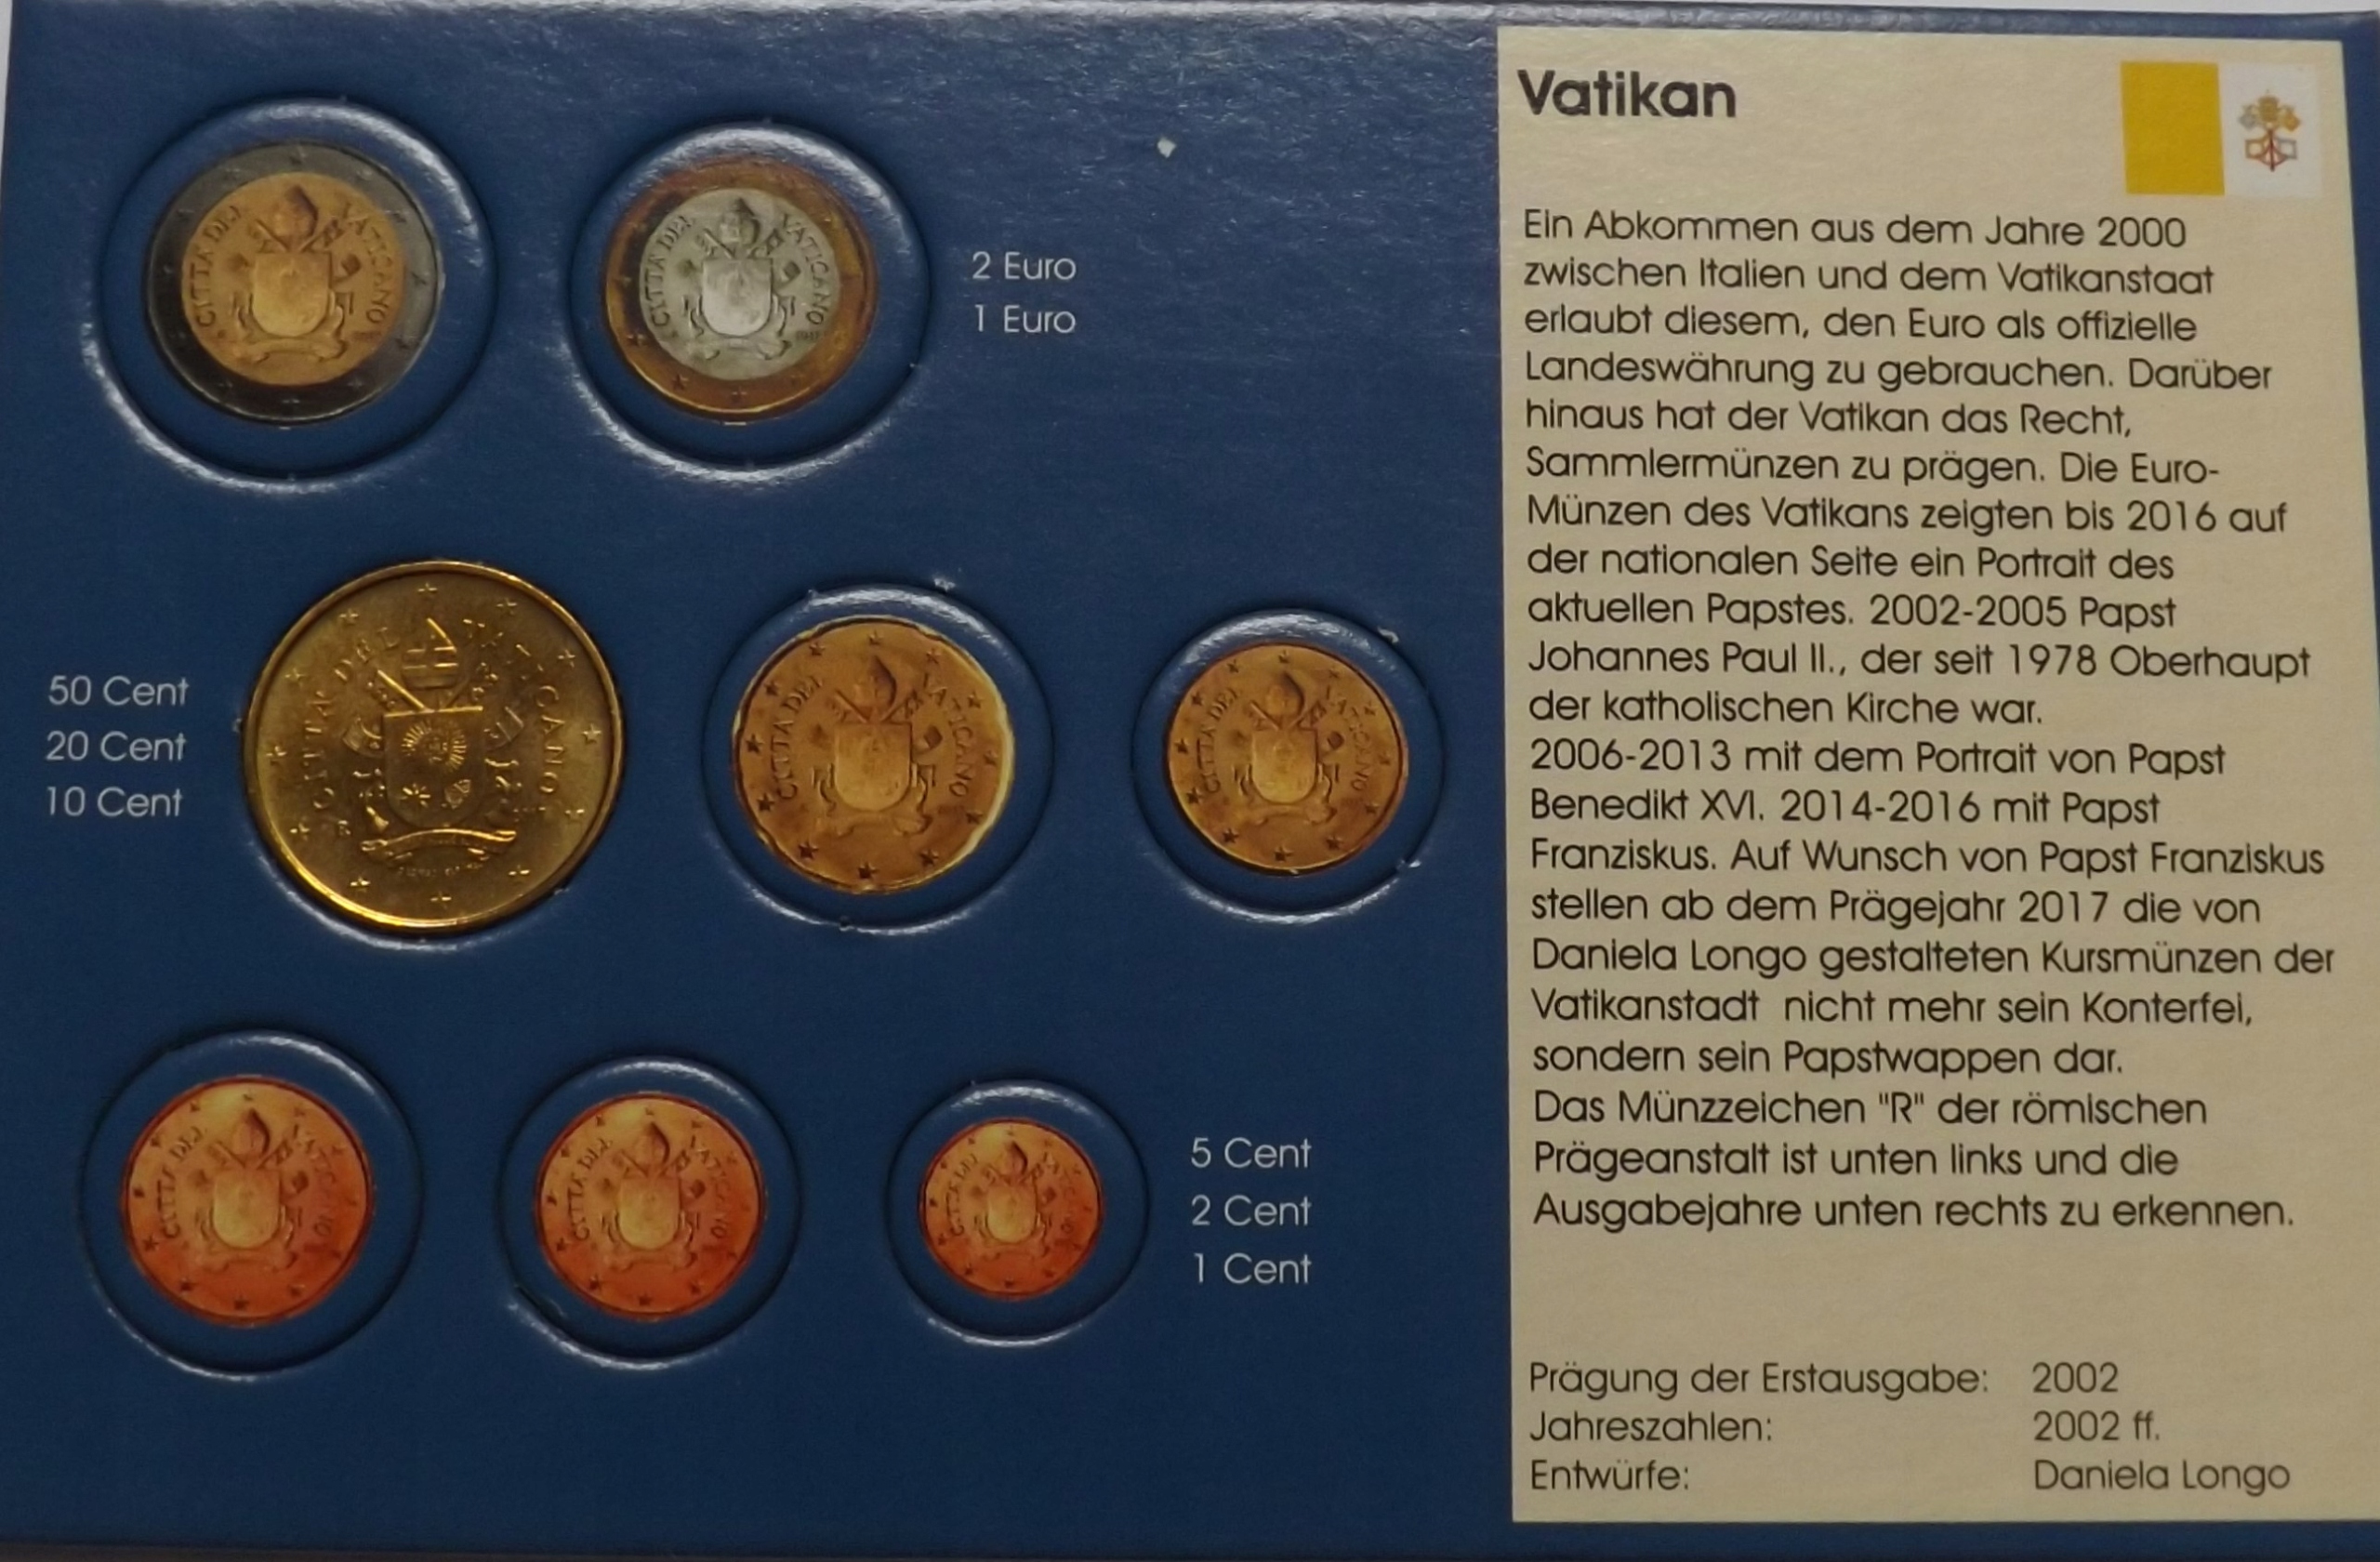 Vatikan
Ein Abkommen aus dem Jahre 2000
zwischen Italien und dem Vatikanstaat
erlaubt diesem, den Euro als offizielle
Landeswährung zu gebrauchen. Darüber
hinaus hat der Vatikan das Recht,
Sammlermünzen zu prägen. Die Euro-
Münzen des Vatikans zeigten bis 2016 auf
der nationalen Seite ein Portrait des
aktuellen Papstes. 2002-2005 Papst
Johannes Paul II., der seit 1978 Oberhaupt
der katholischen Kirche war.
2006-2013 mit dem Portrait von Papst
Benedikt XVI. 2014-2016 mit Papst
Franziskus. Auf Wunsch von Papst Franziskus
stellen ab dem Prägejahr 2017 die von
Daniela Longo gestalteten Kursmünzen der
Vatikanstadt nicht mehr sein Konterfei,
sondern sein Papstwappen dar.
Das Münzzeichen "R" der römischen
Prägeanstalt ist unten links und die
Ausgabejahre unten rechts zu erkennen.
Prägung der Erstausgabe: 2002
Jahreszahlen: 2002 ff.
Entwürfe: Daniela Longo
CITTA' DEL VATICANO
CITTA' DEL VATICANO
2 Euro
1 Euro
50 Cent
20 Cent
10 Cent
CITTA' DEL VATICANO
R
CITTA' DEL VATICANO
CITTA' DEL VATICANO
CITTA' DEL VATICANO
CITTA' DEL VATICANO
CITTA' DEL VATICANO
5 Cent
2 Cent
1 Cent